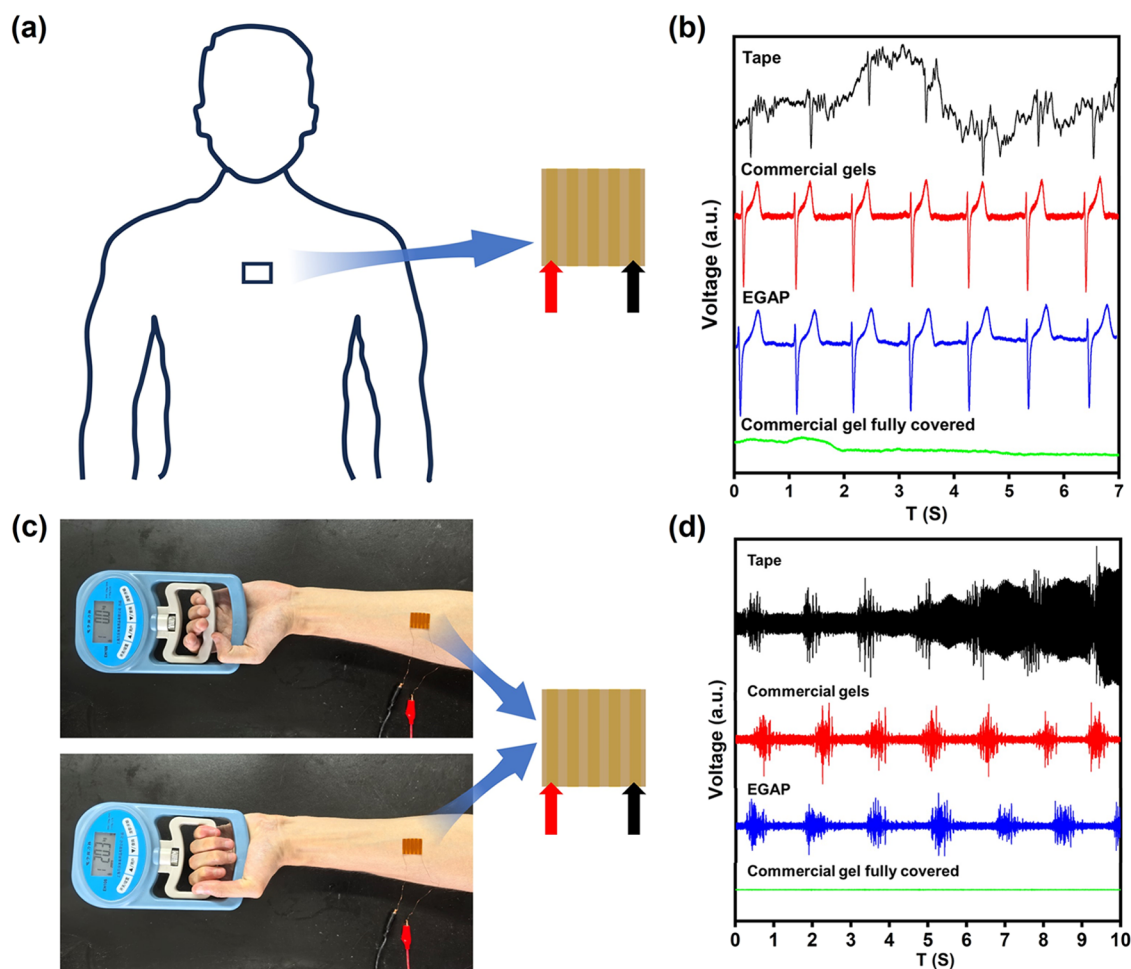 (a)
(b)
Tape
Commercial gels
EGAP
Commercial gel fully covered
Voltage (a.u.)
0 1 2 3 4 5 6 7
T (S)
(c)
(d)
Tape
Commercial gels
EGAP
Commercial gel fully covered
Voltage (a.u.)
0 1 2 3 4 5 6 7 8 9 10
T (S)